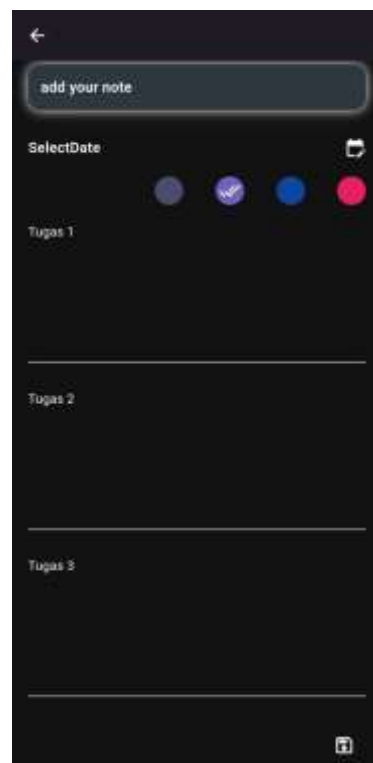 add your note
SelectDate
Tugas 1
Tugas 2
Tugas 3